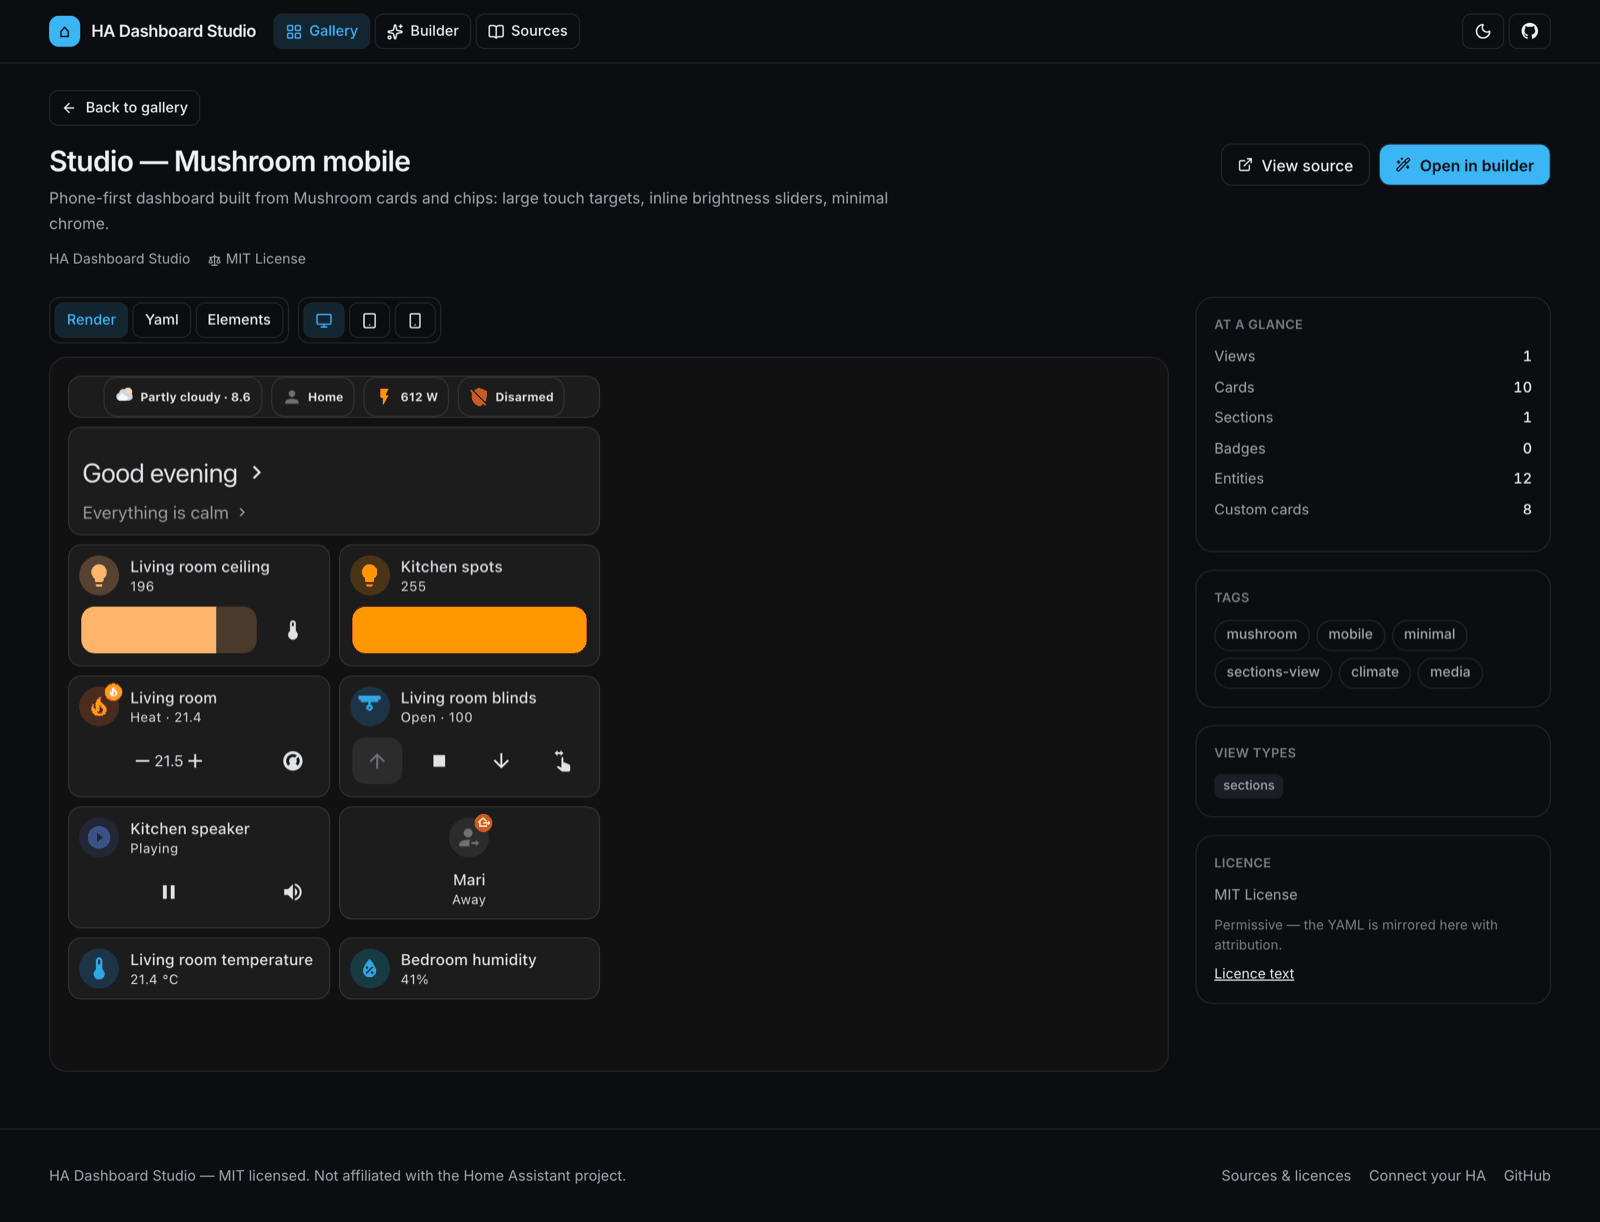 HA Dashboard Studio
Gallery
Builder
Sources
Back to gallery
Studio — Mushroom mobile
Phone-first dashboard built from Mushroom cards and chips: large touch targets, inline brightness sliders, minimal
chrome.
HA Dashboard Studio
MIT License
View source
Open in builder
Render
Yaml
Elements
Partly cloudy · 8.6
Home
612 W
Disarmed
Good evening
Everything is calm
Living room ceiling
196
Kitchen spots
255
Living room
Heat · 21.4
21.5
Living room blinds
Open · 100
Kitchen speaker
Playing
Mari
Away
Living room temperature
21.4 °C
Bedroom humidity
41%
AT A GLANCE
Views 1
Cards 10
Sections 1
Badges 0
Entities 12
Custom cards 8
TAGS
mushroom mobile minimal
sections-view climate media
VIEW TYPES
sections
LICENCE
MIT License
Permissive — the YAML is mirrored here with
attribution.
Licence text
HA Dashboard Studio — MIT licensed. Not affiliated with the Home Assistant project.
Sources & licences
Connect your HA
GitHub